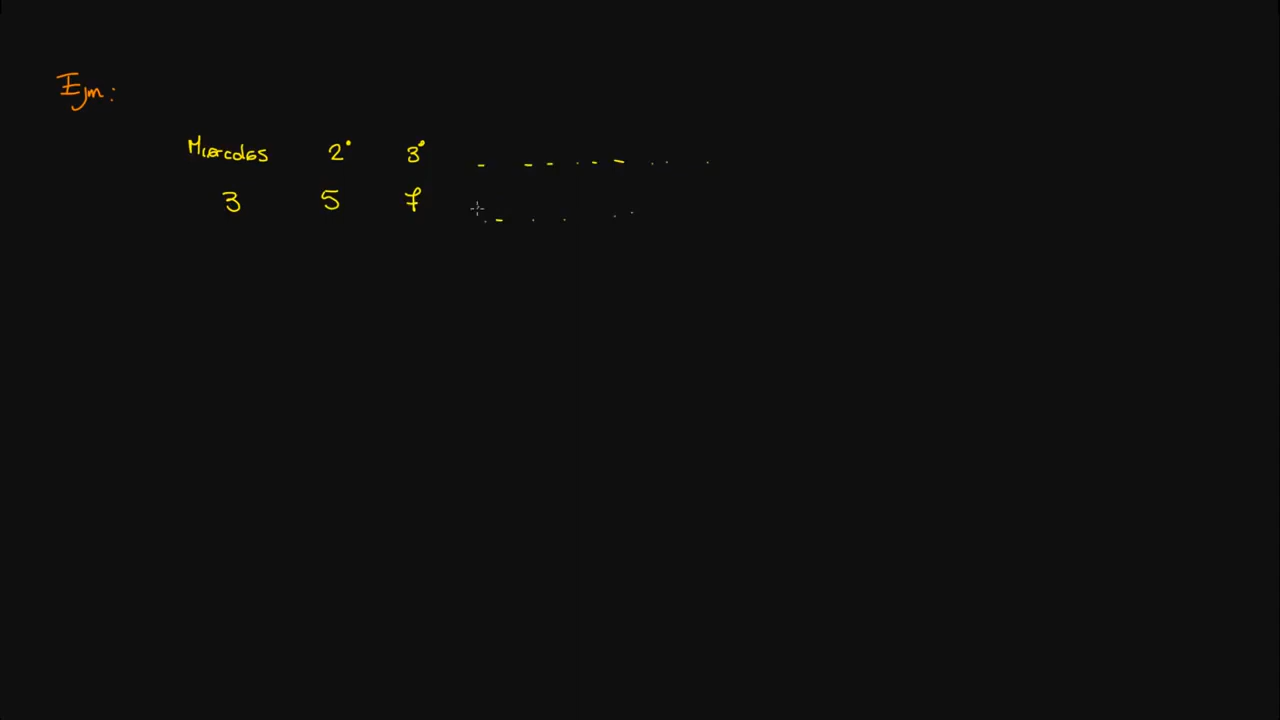 Ejm:
Miercoles 2° 3° - - - . - - . . .
3 5 7 . - . . . .